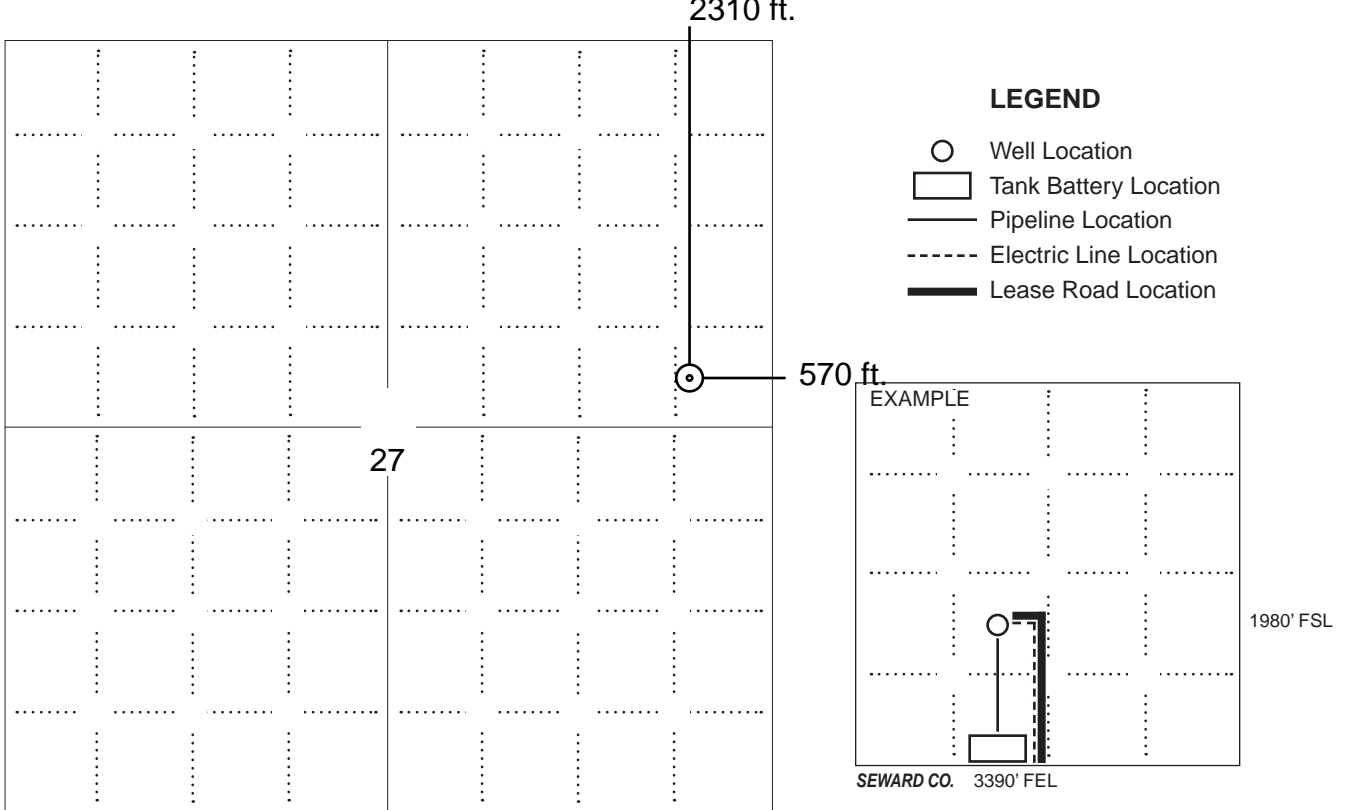 2310 ft.
LEGEND
Well Location
Tank Battery Location
Pipeline Location
Electric Line Location
Lease Road Location
570 ft.
EXAMPLE
27
1980' FSL
SEWARD CO. 3390' FEL